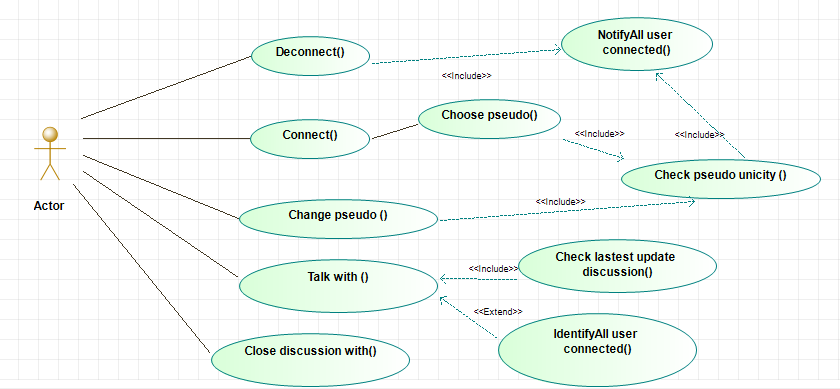 NotifyAll user
connected()
Deconnect()
<<Include>>
Choose pseudo()
Connect()
<<Include>>
<<Include>>
Check pseudo unicity ()
Actor
Change pseudo ()
<<Include>>
Check lastest update
discussion()
Talk with ()
<<Include>>
<<Extend>>
IdentifyAll user
connected()
Close discussion with()